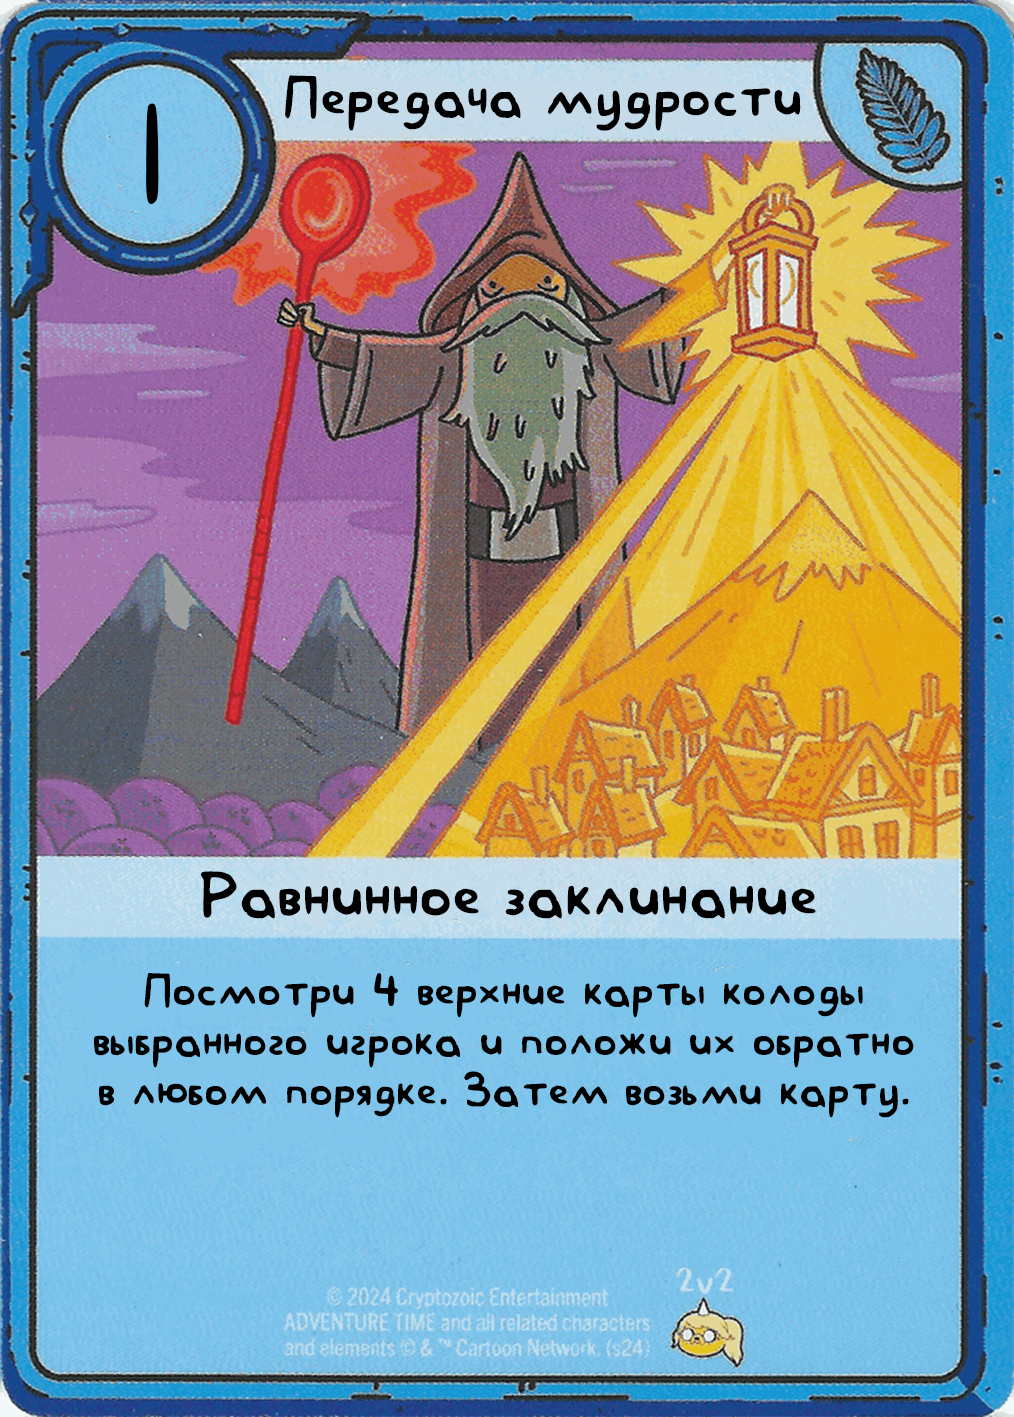 1
Передача мудрости
Равнинное заклинание
Посмотри 4 верхние карты колоды
выбранного игрока и положи их обратно
в любом порядке. Затем возьми карту.
2v2
© 2024 Cryptozoic Entertainment
ADVENTURE TIME and all related characters
and elements © & ™ Cartoon Network. (s24)